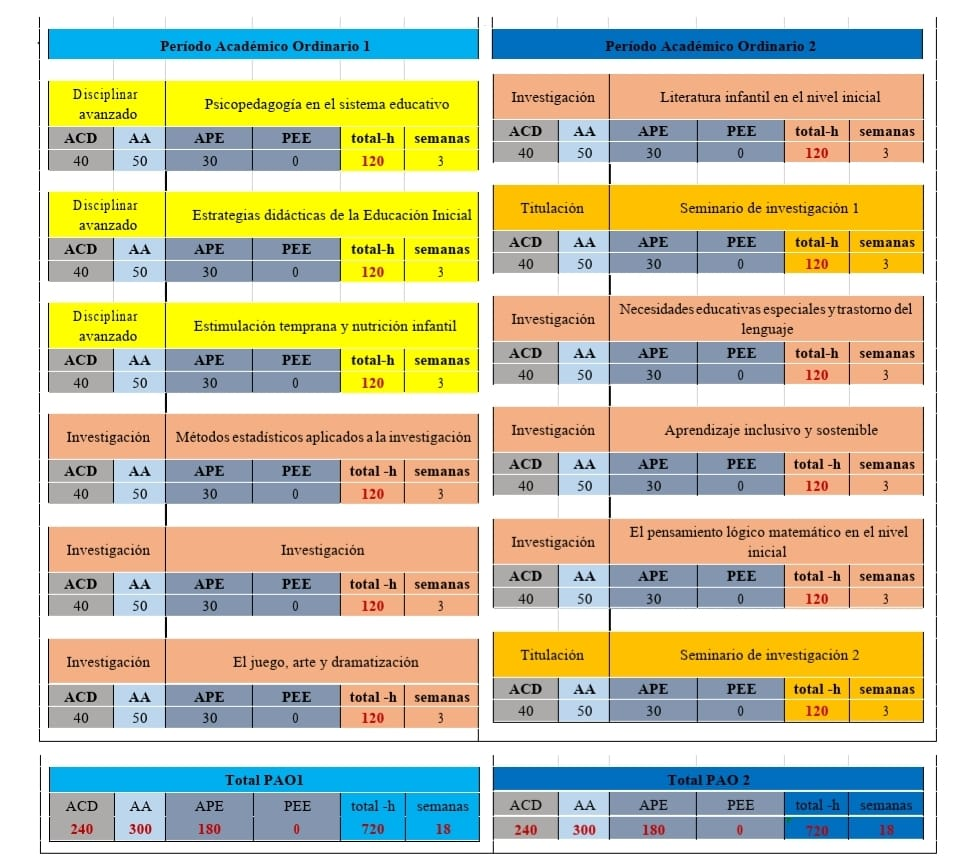 Período Académico Ordinario 1
Disciplinar
avanzado
Psicopedagogía en el sistema educativo
ACD AA APE PEE total-h semanas
40 50 30 0 120 3
Disciplinar
avanzado
Estrategias didácticas de la Educación Inicial
ACD AA APE PEE total-h semanas
40 50 30 0 120 3
Disciplinar
avanzado
Estimulación temprana y nutrición infantil
ACD AA APE PEE total-h semanas
40 50 30 0 120 3
Investigación Métodos estadísticos aplicados a la investigación
ACD AA APE PEE total -h semanas
40 50 30 0 120 3
Investigación Investigación
ACD AA APE PEE total -h semanas
40 50 30 0 120 3
Investigación El juego, arte y dramatización
ACD AA APE PEE total -h semanas
40 50 30 0 120 3
Total PAO1
ACD AA APE PEE total -h semanas
240 300 180 0 720 18
Período Académico Ordinario 2
Investigación Literatura infantil en el nivel inicial
ACD AA APE PEE total-h semanas
40 50 30 0 120 3
Titulación Seminario de investigación 1
ACD AA APE PEE total-h semanas
40 50 30 0 120 3
Investigación
Necesidades educativas especiales y trastorno del
lenguaje
ACD AA APE PEE total-h semanas
40 50 30 0 120 3
Investigación Aprendizaje inclusivo y sostenible
ACD AA APE PEE total -h semanas
40 50 30 0 120 3
Investigación
El pensamiento lógico matemático en el nivel
inicial
ACD AA APE PEE total -h semanas
40 50 30 0 120 3
Titulación Seminario de investigación 2
ACD AA APE PEE total -h semanas
40 50 30 0 120 3
Total PAO 2
ACD AA APE PEE total -h semanas
240 300 180 0 720 18